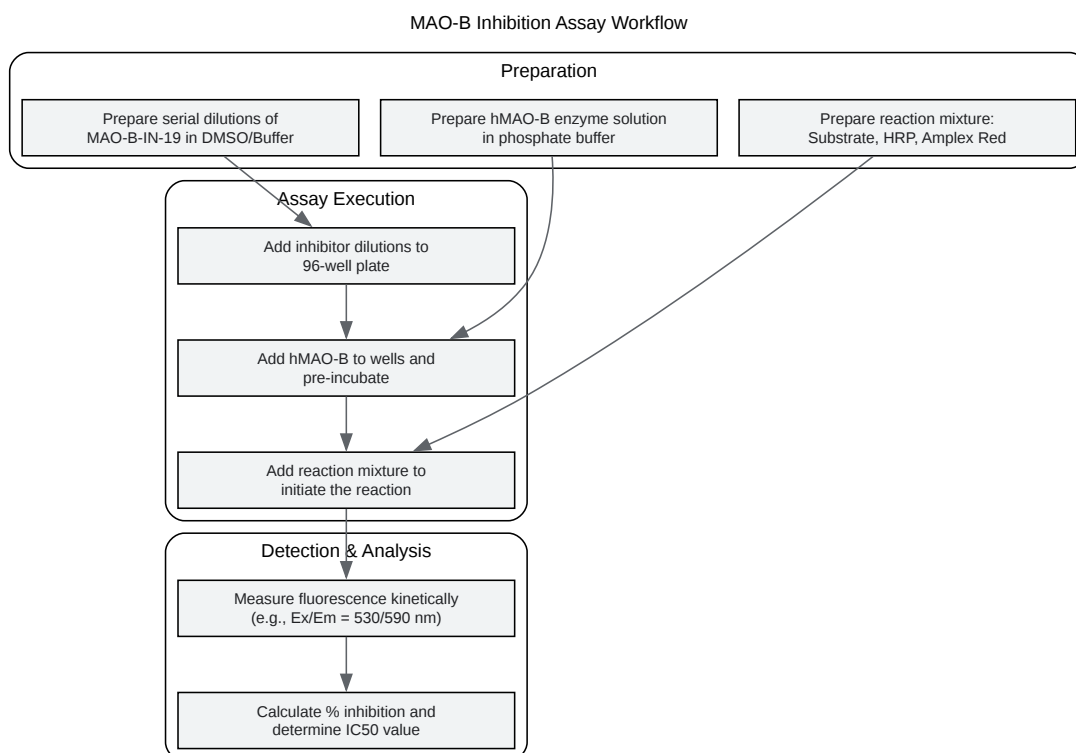 MAO-B Inhibition Assay Workflow
Preparation
Prepare serial dilutions of
MAO-B-IN-19 in DMSO/Buffer
Prepare hMAO-B enzyme solution
in phosphate buffer
Prepare reaction mixture:
Substrate, HRP, Amplex Red
Assay Execution
Add inhibitor dilutions to
96-well plate
Add hMAO-B to wells and
pre-incubate
Add reaction mixture to
initiate the reaction
Detection & Analysis
Measure fluorescence kinetically
(e.g., Ex/Em = 530/590 nm)
Calculate % inhibition and
determine IC50 value